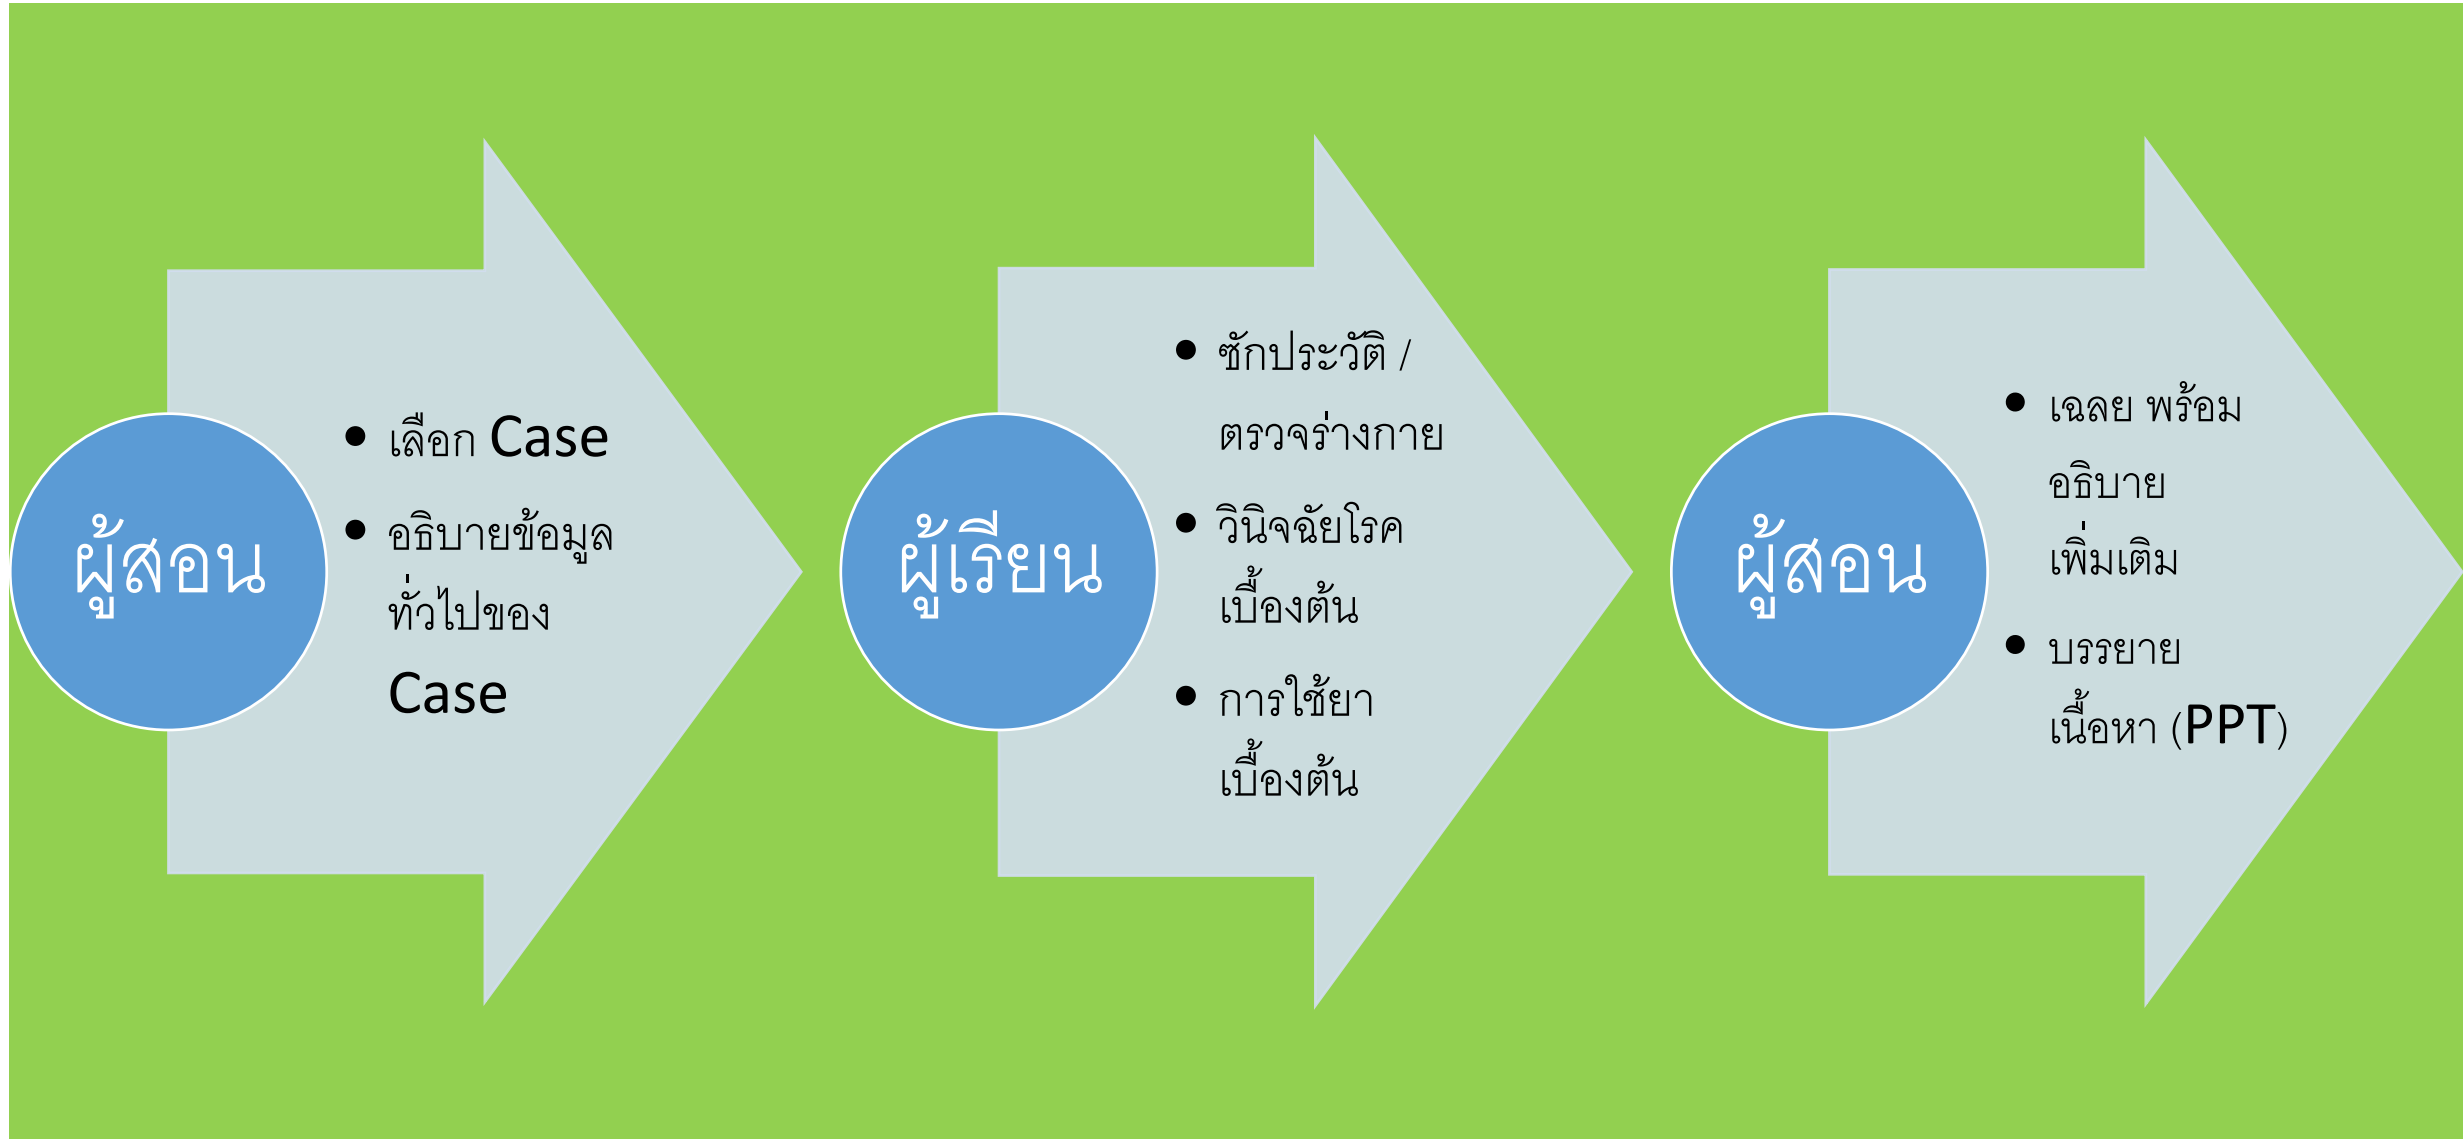 ผู้สอน
• เลือก Case
• อธิบายข้อมูล
ทั่วไปของ
Case
ผู้เรียน
• ซักประวัติ /
ตรวจร่างกาย
• วินิจฉัยโรค
เบื้องต้น
• การใช้ยา
เบื้องต้น
ผู้สอน
• เฉลย พร้อม
อธิบาย
เพิ่มเติม
• บรรยาย
เนื้อหา (PPT)